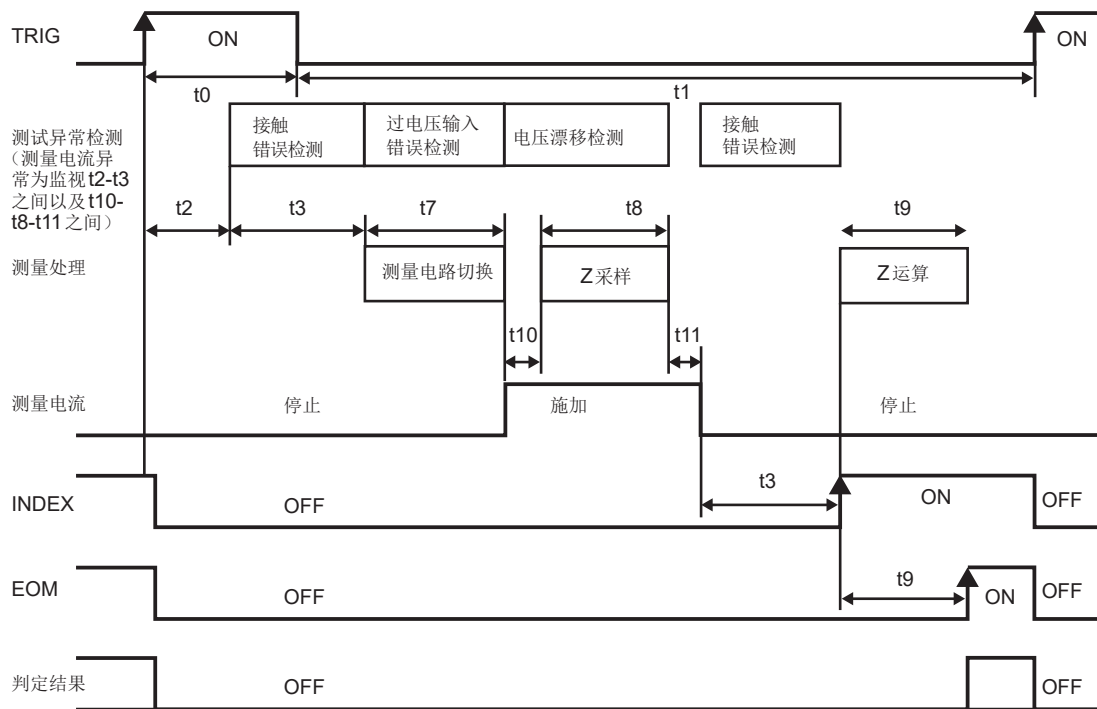 TRIG
ON
ON
t0
t1
测试异常检测
（测量电流异
常为监视t2-t3
之间以及t10-
t8-t11之间）
接触
错误检测
过电压输入
错误检测
电压漂移检测
接触
错误检测
t2
t3
t7
t8
t9
测量处理
测量电路切换
Z采样
Z运算
t10
t11
测量电流
停止
施加
停止
t3
INDEX
OFF
ON
OFF
t9
EOM
OFF
ON
OFF
判定结果
OFF
OFF